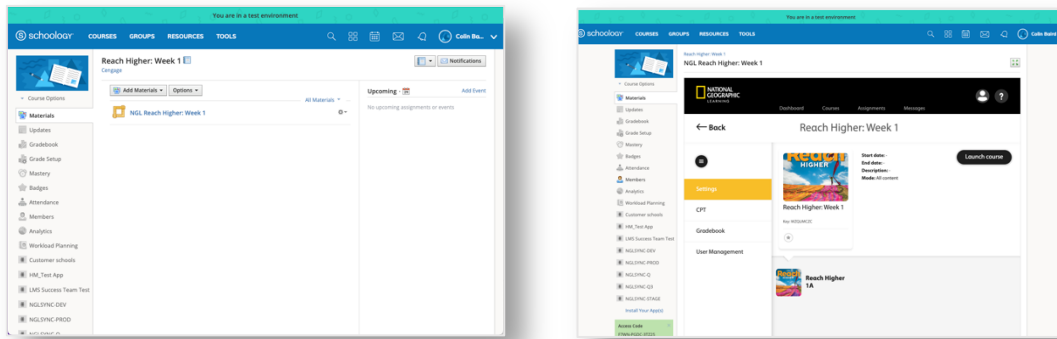 You are in a test environment
schoology
COURSES GROUPS RESOURCES TOOLS
Colin Ba...
Reach Higher: Week 1
Cengage
Notifications
Course Options
Add Materials
Options
All Materials
NGL Reach Higher: Week 1
Upcoming
Add Event
No upcoming assignments or events
Materials
Updates
Gradebook
Grade Setup
Mastery
Badges
Attendance
Members
Analytics
Workload Planning
Customer schools
HM_Test App
LMS Success Team Test
NGLSYNC-DEV
NGLSYNC-PROD
You are in a test environment
schoology
COURSES GROUPS RESOURCES TOOLS
Colin Baird
Reach Higher: Week 1
NGL Reach Higher: Week 1
Course Options
Materials
Updates
Gradebook
Grade Setup
Mastery
Badges
Attendance
Members
Analytics
Workload Planning
Customer schools
HM_Test App
LMS Success Team Test
NGLSYNC-DEV
NGLSYNC-PROD
NGLSYNC-Q
NGLSYNC-Q3
NGLSYNC-STAGE
Install Your App(s)
Access Code
NATIONAL
GEOGRAPHIC
LEARNING
Dashboard Courses Assignments Messages
Back
Reach Higher: Week 1
Settings
CPT
Gradebook
User Management
Reach
HIGHER
Reach Higher: Week 1
Start date: -
End date: -
Description: -
Mode: All content
Launch course
Reach Higher
1A